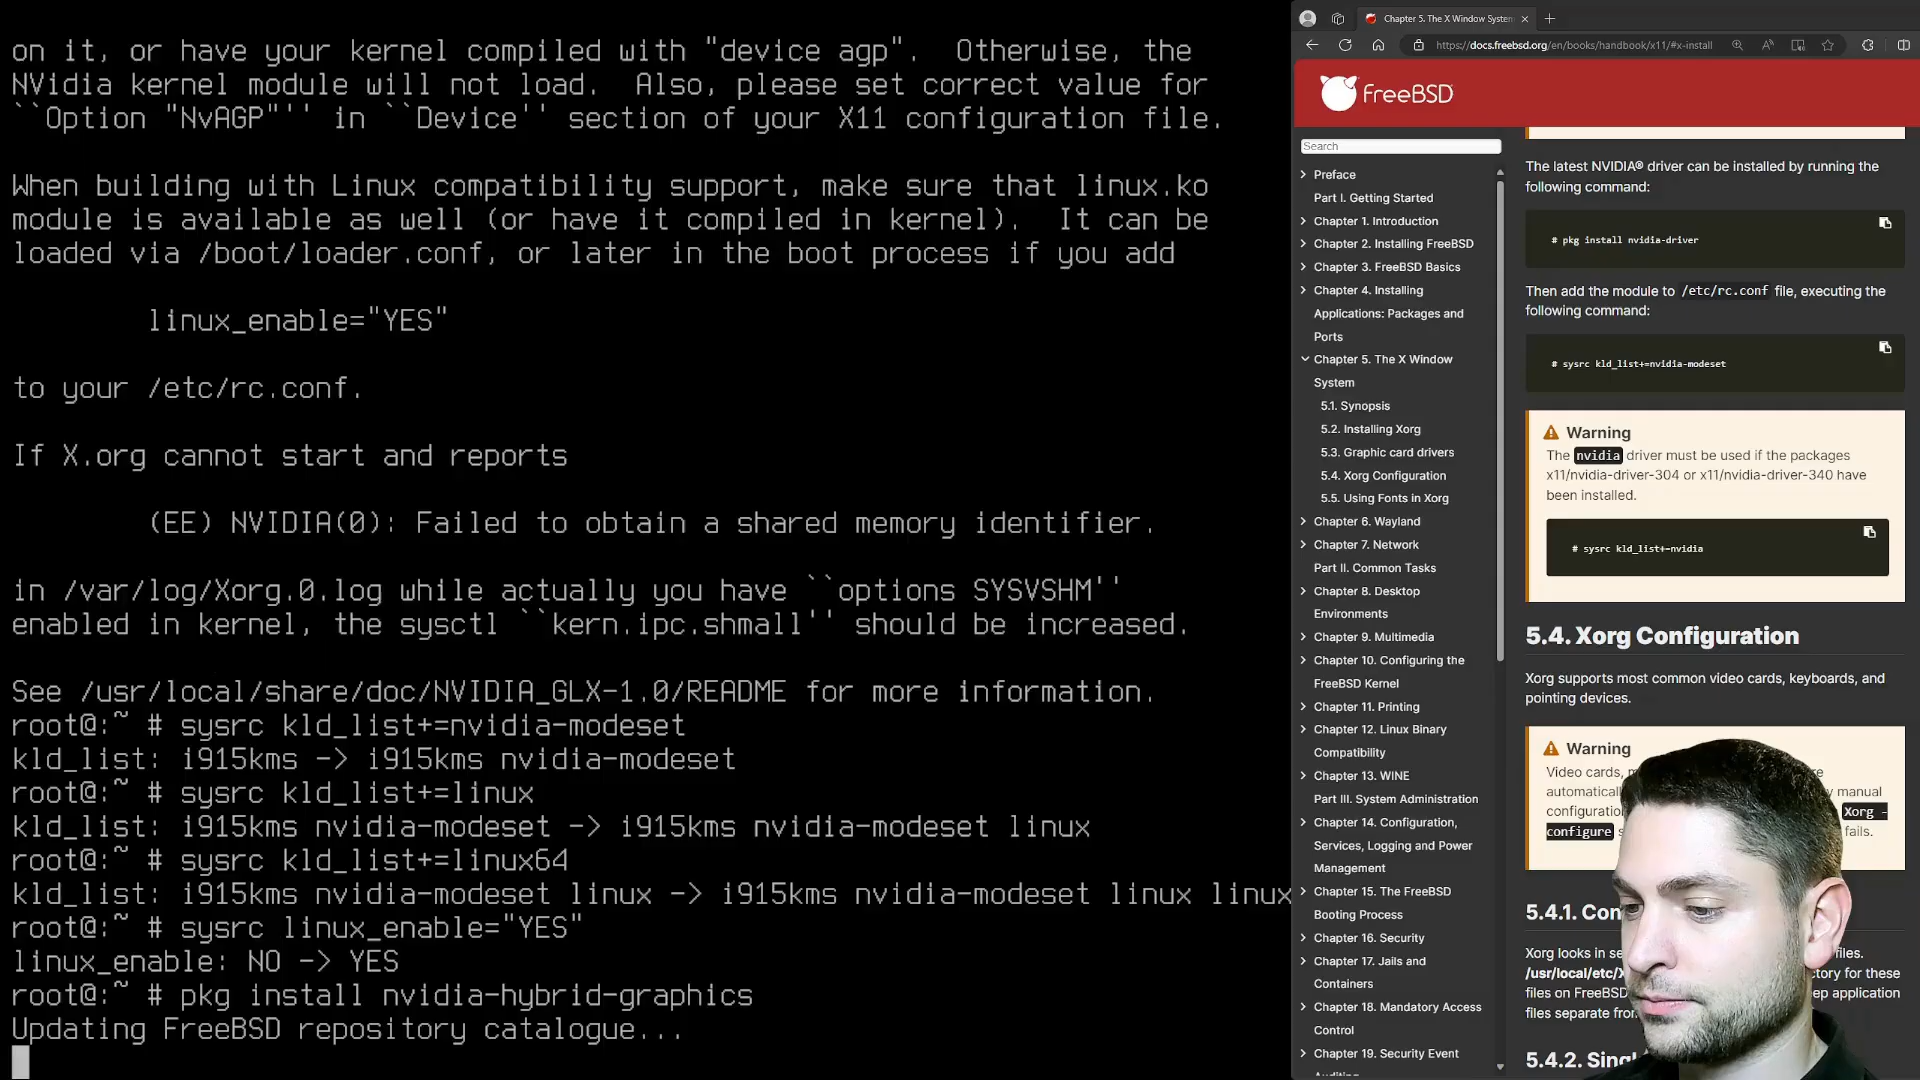 on it, or have your kernel compiled with "device agp".  Otherwise, the
NVidia kernel module will not load.  Also, please set correct value for
``Option "NvAGP"'' in ``Device'' section of your X11 configuration file.
When building with Linux compatibility support, make sure that linux.ko
module is available as well (or have it compiled in kernel).  It can be
loaded via /boot/loader.conf, or later in the boot process if you add
linux_enable="YES"
to your /etc/rc.conf.
If X.org cannot start and reports
(EE) NVIDIA(0): Failed to obtain a shared memory identifier.
in /var/log/Xorg.0.log while actually you have ``options SYSVSHM''
enabled in kernel, the sysctl ``kern.ipc.shmall'' should be increased.
See /usr/local/share/doc/NVIDIA_GLX-1.0/README for more information.
root@:~ # sysrc kld_list+=nvidia-modeset
kld_list: i915kms -> i915kms nvidia-modeset
root@:~ # sysrc kld_list+=linux
kld_list: i915kms nvidia-modeset -> i915kms nvidia-modeset linux
root@:~ # sysrc kld_list+=linux64
kld_list: i915kms nvidia-modeset linux -> i915kms nvidia-modeset linux linux
root@:~ # sysrc linux_enable="YES"
linux_enable: NO -> YES
root@:~ # pkg install nvidia-hybrid-graphics
Updating FreeBSD repository catalogue...
Chapter 5. The X Window System
https://docs.freebsd.org/en/books/handbook/x11/#x-install
FreeBSD
Search
Preface
Part I. Getting Started
Chapter 1. Introduction
Chapter 2. Installing FreeBSD
Chapter 3. FreeBSD Basics
Chapter 4. Installing
Applications: Packages and
Ports
Chapter 5. The X Window
System
5.1. Synopsis
5.2. Installing Xorg
5.3. Graphic card drivers
5.4. Xorg Configuration
5.5. Using Fonts in Xorg
Chapter 6. Wayland
Chapter 7. Network
Part II. Common Tasks
Chapter 8. Desktop
Environments
Chapter 9. Multimedia
Chapter 10. Configuring the
FreeBSD Kernel
Chapter 11. Printing
Chapter 12. Linux Binary
Compatibility
Chapter 13. WINE
Part III. System Administration
Chapter 14. Configuration,
Services, Logging and Power
Management
Chapter 15. The FreeBSD
Booting Process
Chapter 16. Security
Chapter 17. Jails and
Containers
Chapter 18. Mandatory Access
Control
Chapter 19. Security Event
The latest NVIDIA® driver can be installed by running the
following command:
# pkg install nvidia-driver
Then add the module to /etc/rc.conf file, executing the
following command:
# sysrc kld_list+=nvidia-modeset
Warning
The nvidia driver must be used if the packages
x11/nvidia-driver-304 or x11/nvidia-driver-340 have
been installed.
# sysrc kld_list+=nvidia
5.4. Xorg Configuration
Xorg supports most common video cards, keyboards, and
pointing devices.
Warning
Video cards,
manual
configuration
Xorg -
configure
fails.
5.4.1.
Xorg looks in
files.
/usr/local/etc/
for these
files on FreeBSD
application
files separate
5.4.2.